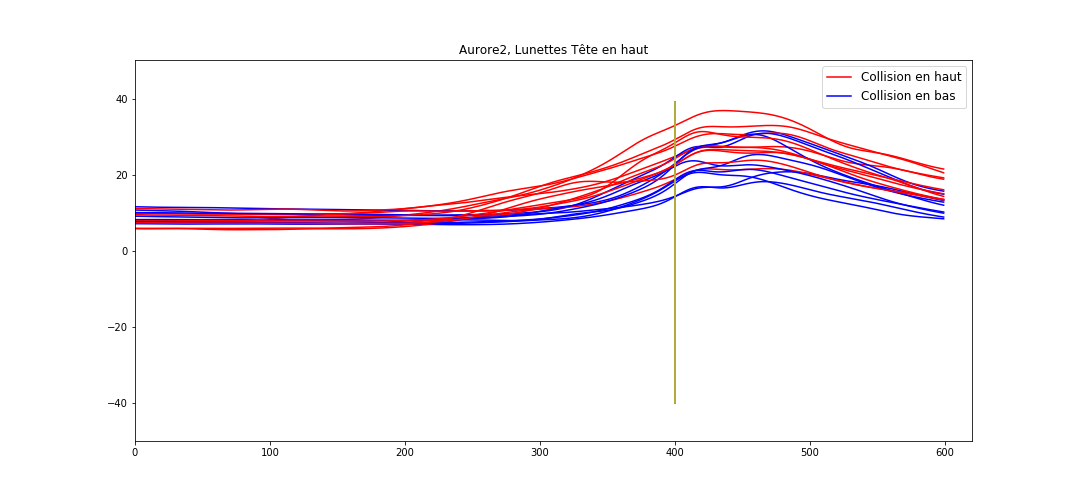 Aurore2, Lunettes Tête en haut
Collision en haut
Collision en bas
40
20
0
−20
−40
0 100 200 300 400 500 600